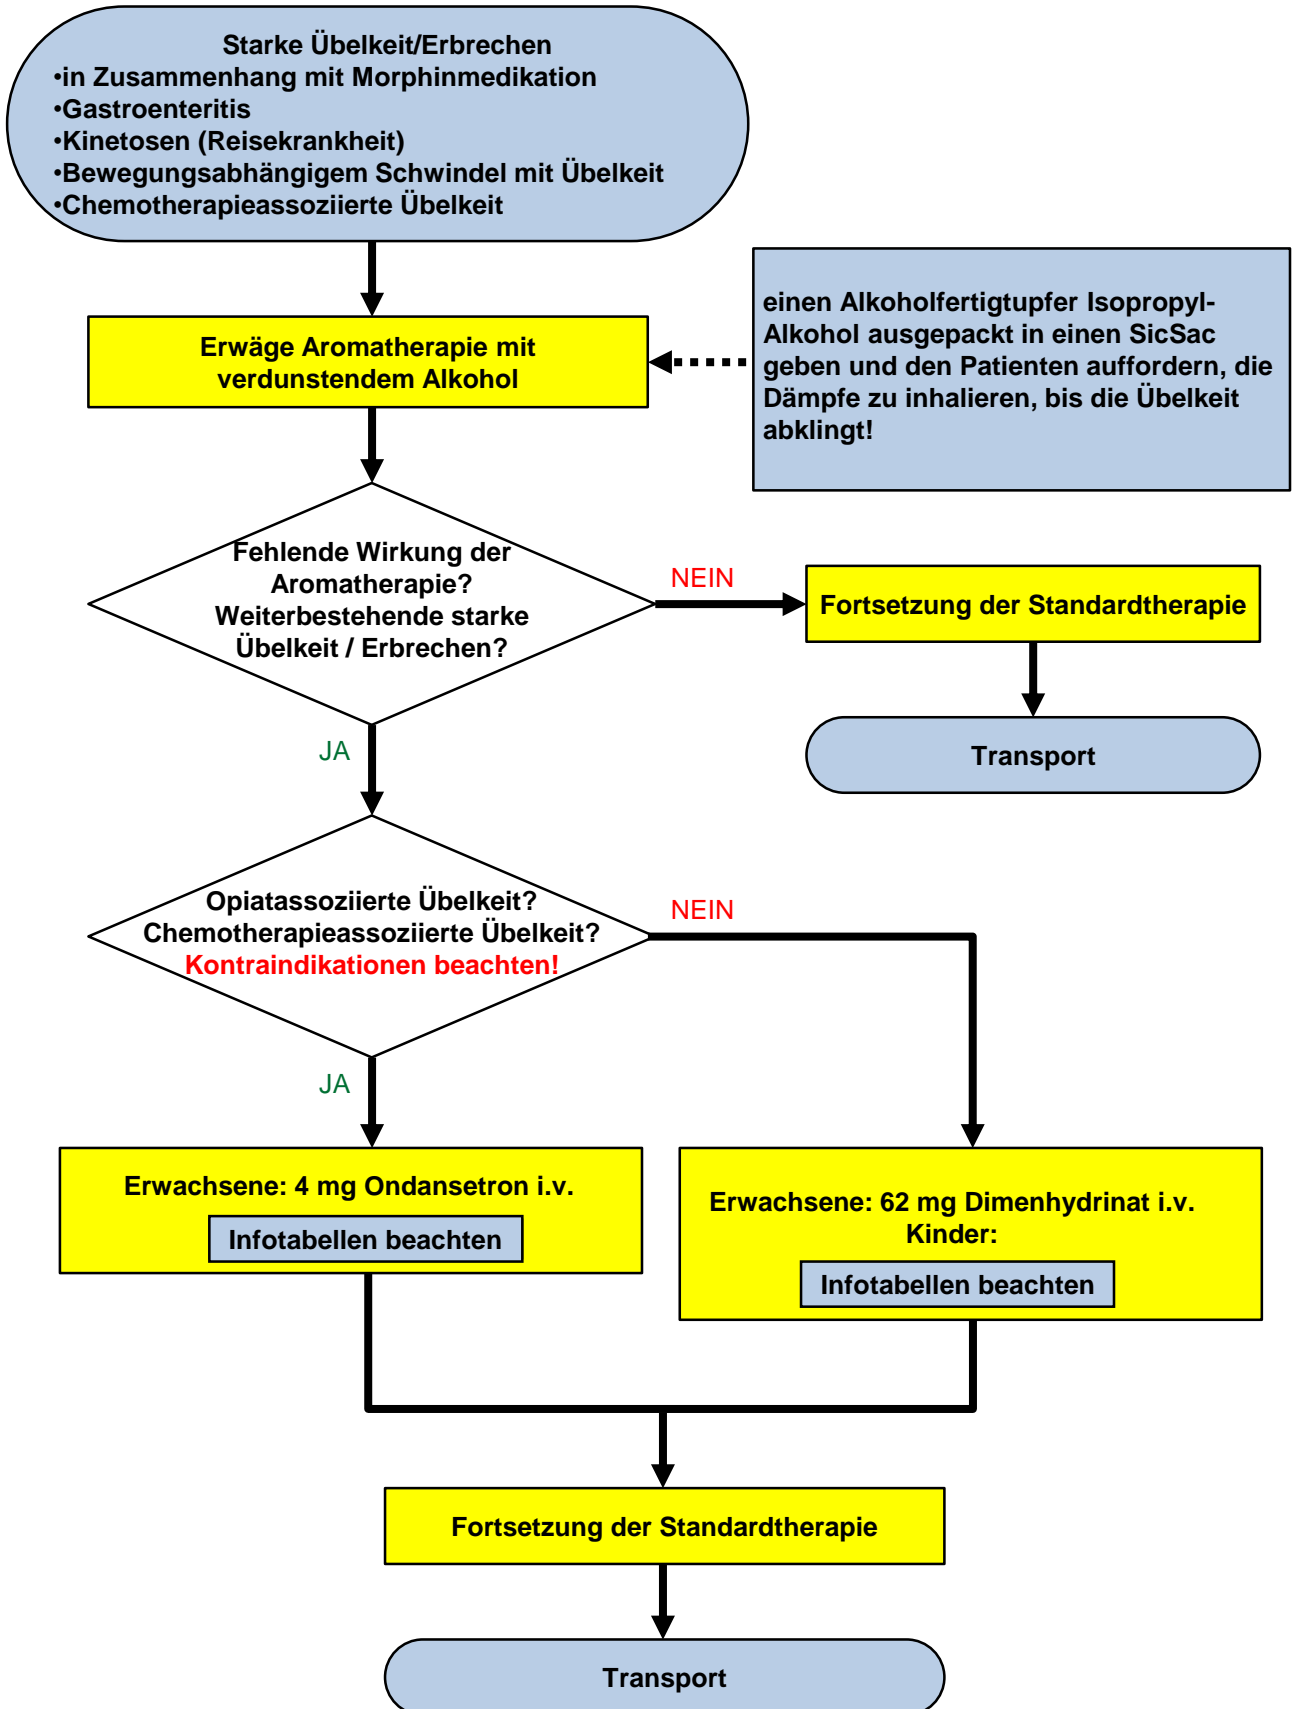 Starke Übelkeit/Erbrechen
•in Zusammenhang mit Morphinmedikation
•Gastroenteritis
•Kinetosen (Reisekrankheit)
•Bewegungsabhängigem Schwindel mit Übelkeit
•Chemotherapieassoziierte Übelkeit
einen Alkoholfertigtupfer Isopropyl-
Alkohol ausgepackt in einen SicSac
geben und den Patienten auffordern, die
Dämpfe zu inhalieren, bis die Übelkeit
abklingt!
Erwäge Aromatherapie mit
verdunstendem Alkohol
Fehlende Wirkung der
Aromatherapie?
Weiterbestehende starke
Übelkeit / Erbrechen?
NEIN
Fortsetzung der Standardtherapie
Transport
JA
Opiatassoziierte Übelkeit?
Chemotherapieassoziierte Übelkeit?
Kontraindikationen beachten!
NEIN
JA
Erwachsene: 4 mg Ondansetron i.v.
Infotabellen beachten
Erwachsene: 62 mg Dimenhydrinat i.v.
Kinder:
Infotabellen beachten
Fortsetzung der Standardtherapie
Transport